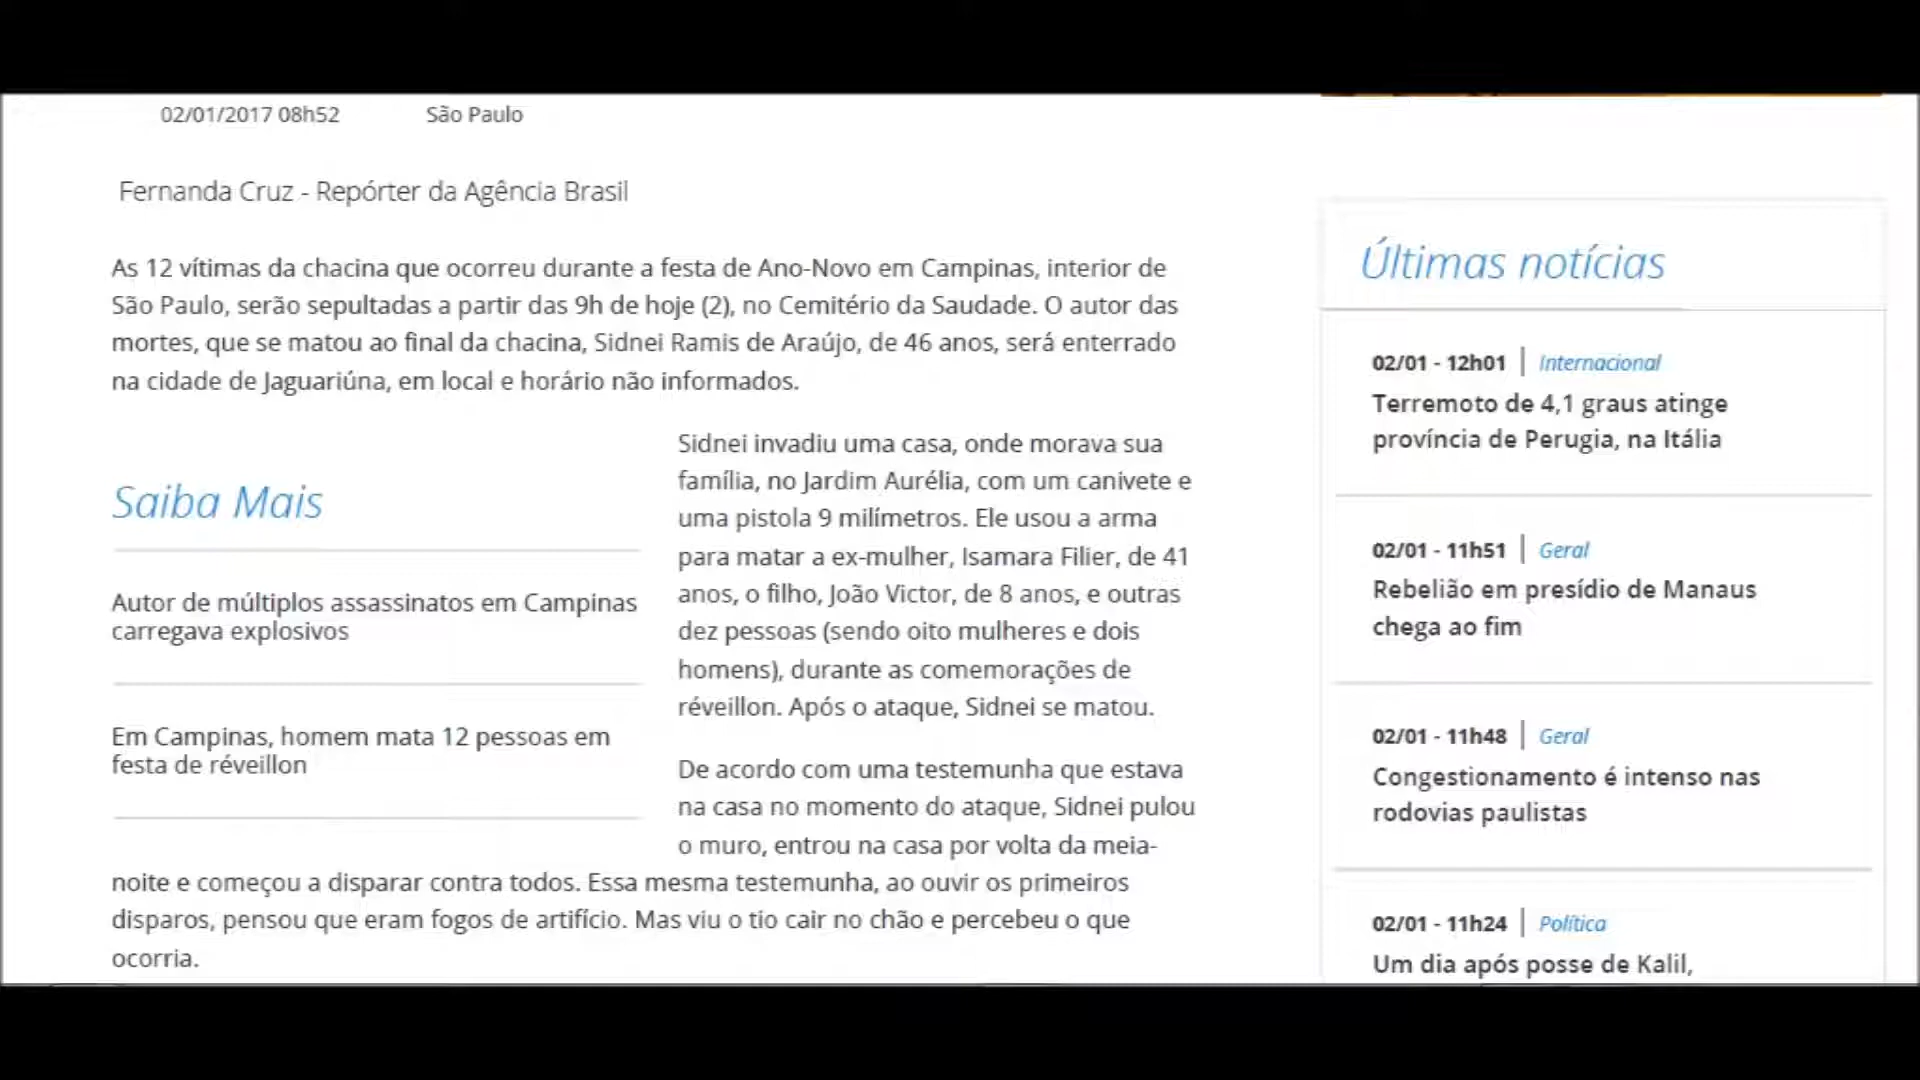 02/01/2017 08h52 São Paulo
Fernanda Cruz - Repórter da Agência Brasil
As 12 vítimas da chacina que ocorreu durante a festa de Ano-Novo em Campinas, interior de
São Paulo, serão sepultadas a partir das 9h de hoje (2), no Cemitério da Saudade. O autor das
mortes, que se matou ao final da chacina, Sidnei Ramis de Araújo, de 46 anos, será enterrado
na cidade de Jaguariúna, em local e horário não informados.
Saiba Mais
Autor de múltiplos assassinatos em Campinas
carregava explosivos
Em Campinas, homem mata 12 pessoas em
festa de réveillon
Sidnei invadiu uma casa, onde morava sua
família, no Jardim Aurélia, com um canivete e
uma pistola 9 milímetros. Ele usou a arma
para matar a ex-mulher, Isamara Filier, de 41
anos, o filho, João Victor, de 8 anos, e outras
dez pessoas (sendo oito mulheres e dois
homens), durante as comemorações de
réveillon. Após o ataque, Sidnei se matou.
De acordo com uma testemunha que estava
na casa no momento do ataque, Sidnei pulou
o muro, entrou na casa por volta da meia-
noite e começou a disparar contra todos. Essa mesma testemunha, ao ouvir os primeiros
disparos, pensou que eram fogos de artifício. Mas viu o tio cair no chão e percebeu o que
ocorria.
Últimas notícias
02/01 - 12h01 | Internacional
Terremoto de 4,1 graus atinge
província de Perugia, na Itália
02/01 - 11h51 | Geral
Rebelião em presídio de Manaus
chega ao fim
02/01 - 11h48 | Geral
Congestionamento é intenso nas
rodovias paulistas
02/01 - 11h24 | Política
Um dia após posse de Kalil,